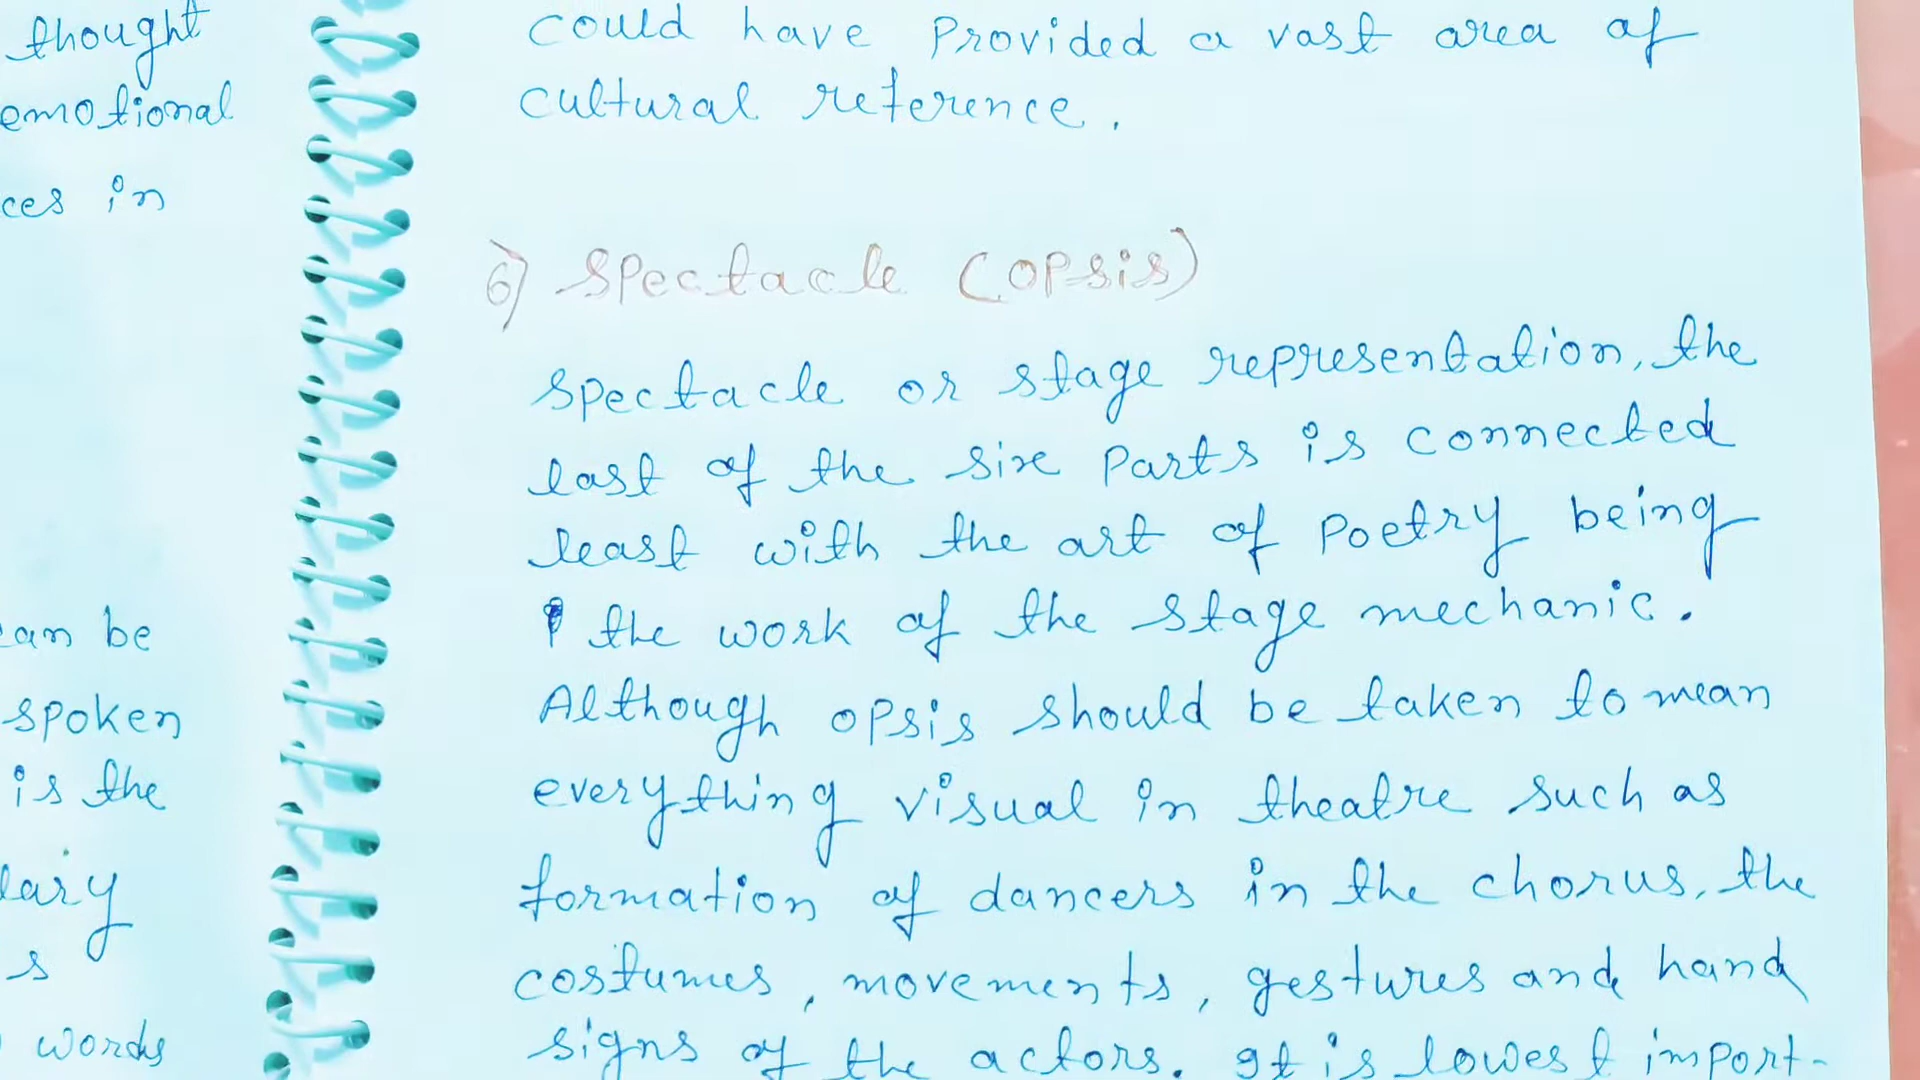 thought
emotional
ces in
can be
spoken
is the
lary
s
words
could have Provided a vast area of
cultural reference.
6) Spectacle (opsis)
Spectacle or stage representation, the
last of the six parts is connected
least with the art of Poetry being
the work of the stage mechanic.
Although opsis should be taken to mean
everything visual in theatre such as
formation of dancers in the chorus, the
costumes, movements, gestures and hand
signs of the actors. It is lowest import-